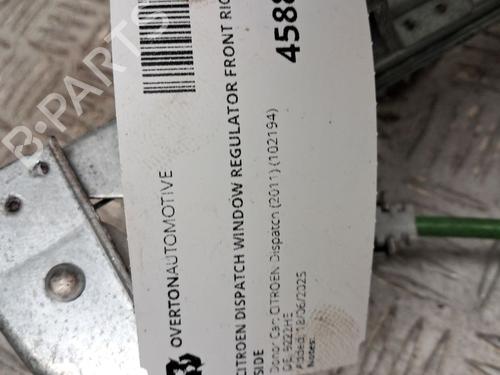 OVERTONAUTOMOTIVE
4588
CITROEN DISPATCH WINDOW REGULATOR FRONT RIG
SIDE
Donor Car: CITROEN Dispatch (2011) (102194)
Added: 18/06/2025
Notes:
B-PARTS